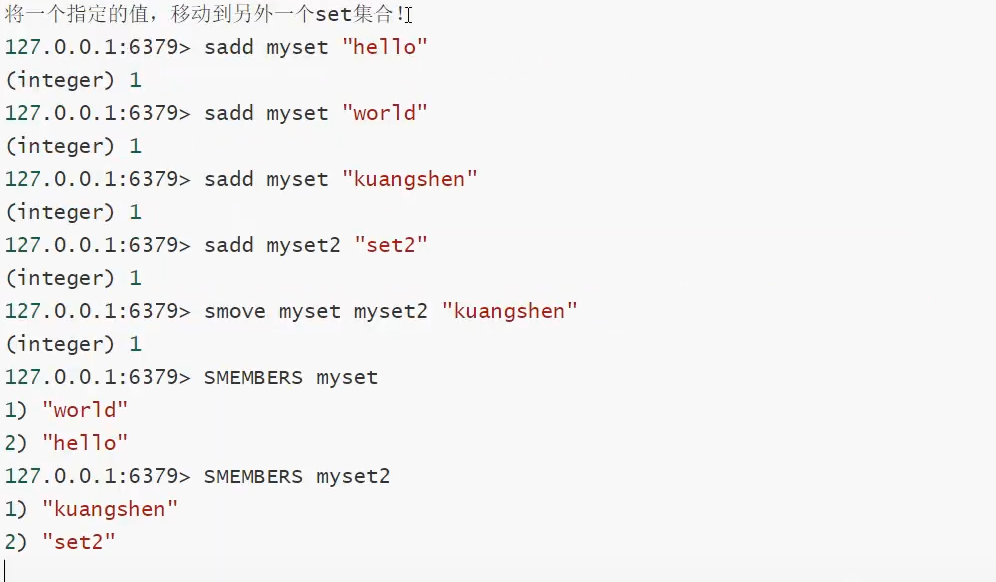 将一个指定的值，移动到另外一个set集合！
127.0.0.1:6379> sadd myset "hello"
(integer) 1
127.0.0.1:6379> sadd myset "world"
(integer) 1
127.0.0.1:6379> sadd myset "kuangshen"
(integer) 1
127.0.0.1:6379> sadd myset2 "set2"
(integer) 1
127.0.0.1:6379> smove myset myset2 "kuangshen"
(integer) 1
127.0.0.1:6379> SMEMBERS myset
1) "world"
2) "hello"
127.0.0.1:6379> SMEMBERS myset2
1) "kuangshen"
2) "set2"